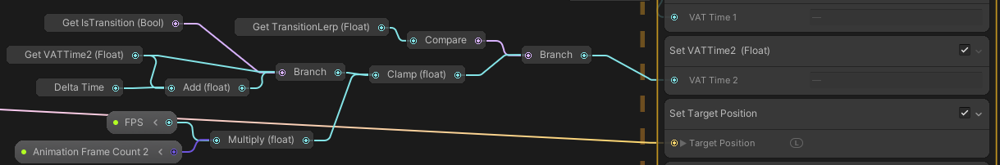 Get IsTransition (Bool)
Get TransitionLerp (Float)
Compare
Get VATTime2 (Float)
Branch
Delta Time
Add (float)
Branch
Clamp (float)
FPS
Multiply (float)
Animation Frame Count 2
VAT Time 1
Set VATTime2 (Float)
VAT Time 2
Set Target Position
Target Position L